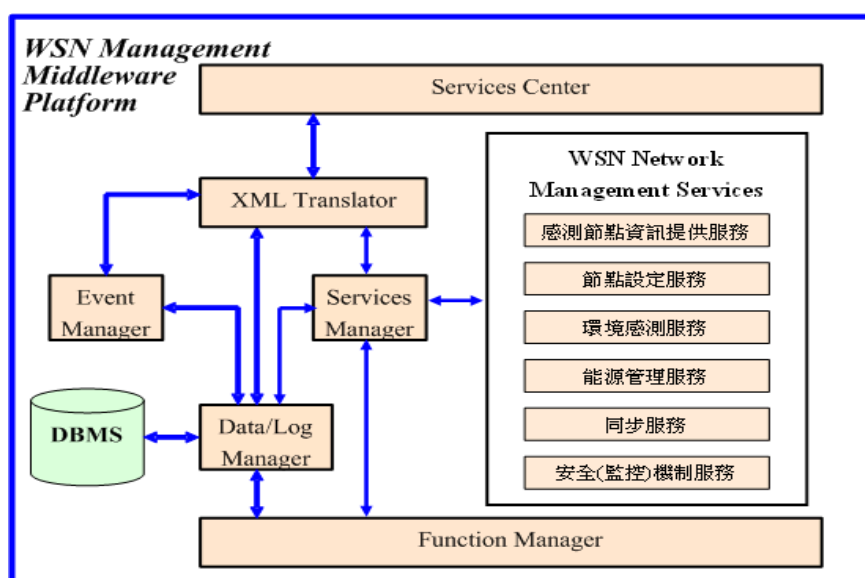 WSN Management
Middleware
Platform
Services Center
WSN Network
Management Services
XML Translator
感測節點資訊提供服務
節點設定服務
Event
Manager
Services
Manager
環境感測服務
能源管理服務
DBMS
Data/Log
Manager
同步服務
安全(監控)機制服務
Function Manager